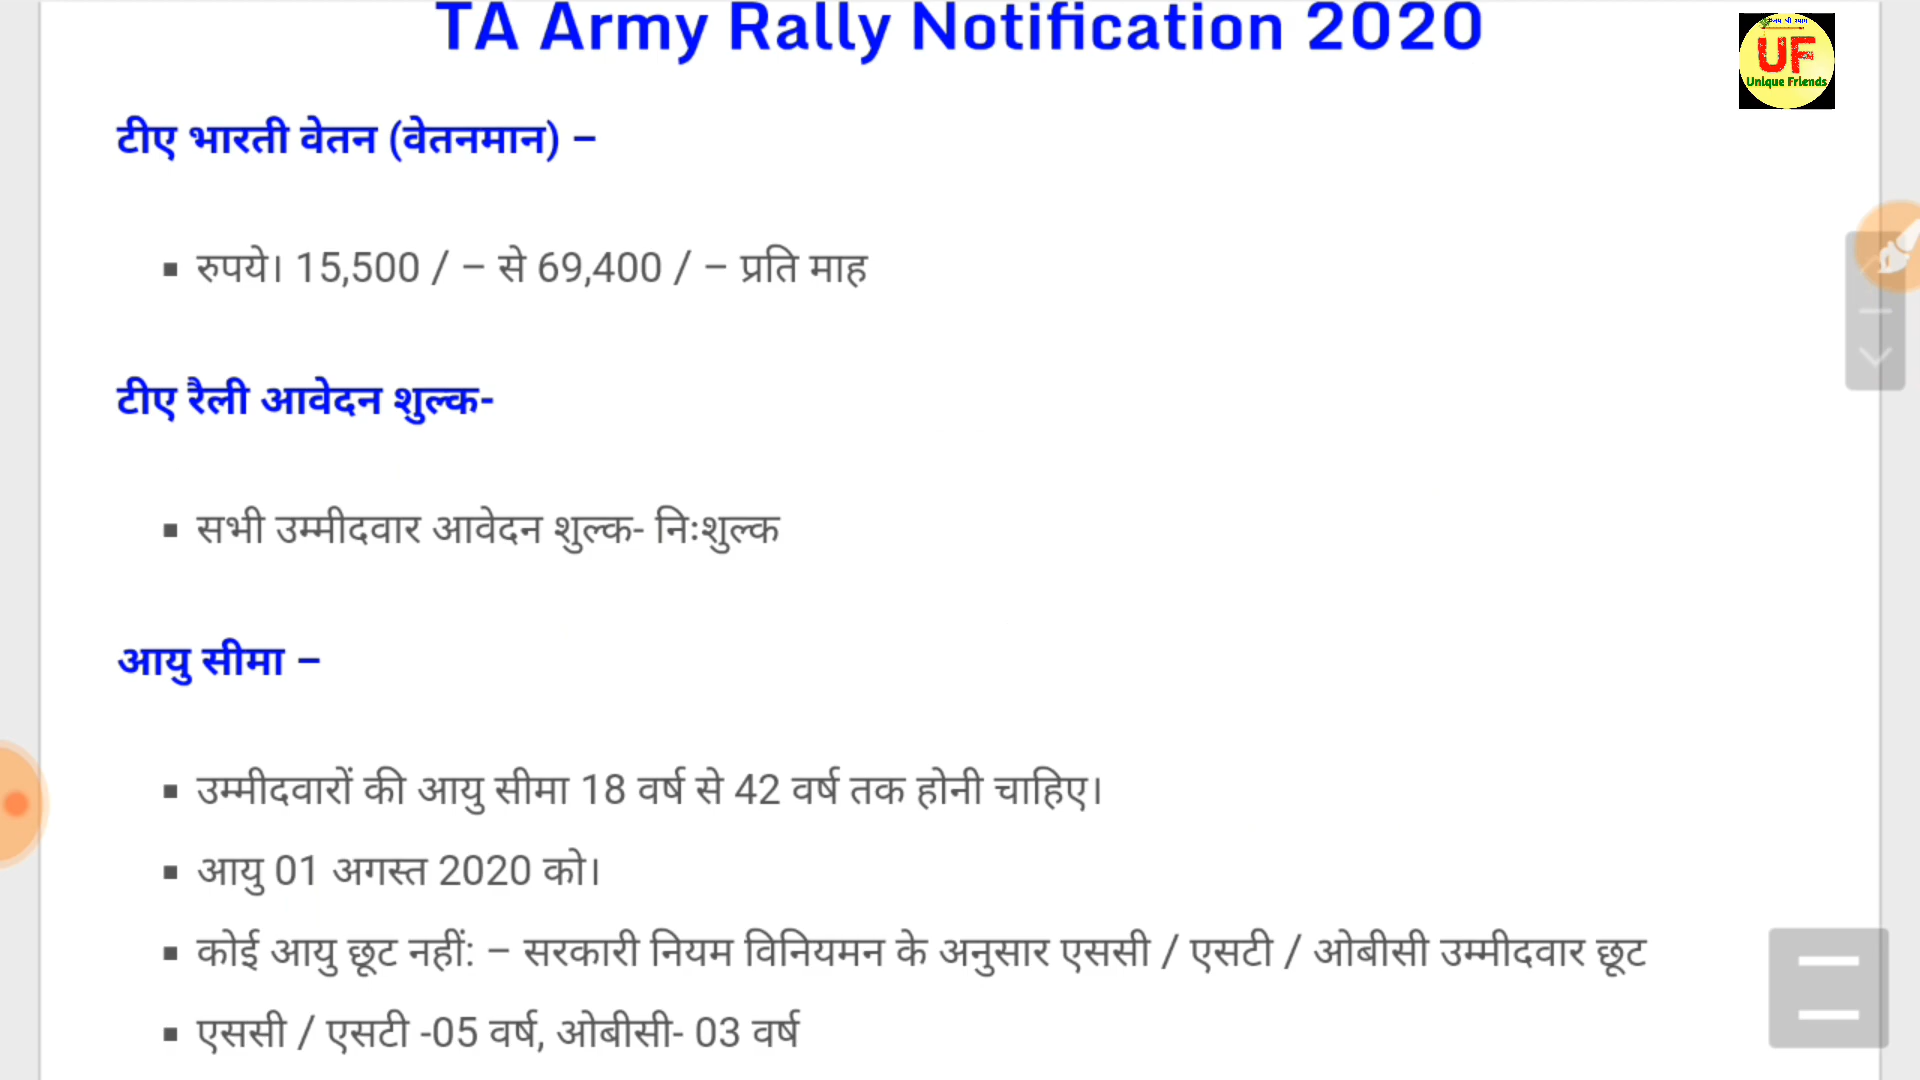 TA Army Rally Notification 2020
UF
Unique Friends
टीए भारती वेतन (वेतनमान) –
▪ रुपये। 15,500 / – से 69,400 / – प्रति माह
टीए रैली आवेदन शुल्क-
▪ सभी उम्मीदवार आवेदन शुल्क- निःशुल्क
आयु सीमा –
▪ उम्मीदवारों की आयु सीमा 18 वर्ष से 42 वर्ष तक होनी चाहिए।
▪ आयु 01 अगस्त 2020 को।
▪ कोई आयु छूट नहीं: – सरकारी नियम विनियमन के अनुसार एससी / एसटी / ओबीसी उम्मीदवार छूट
▪ एससी / एसटी -05 वर्ष, ओबीसी- 03 वर्ष